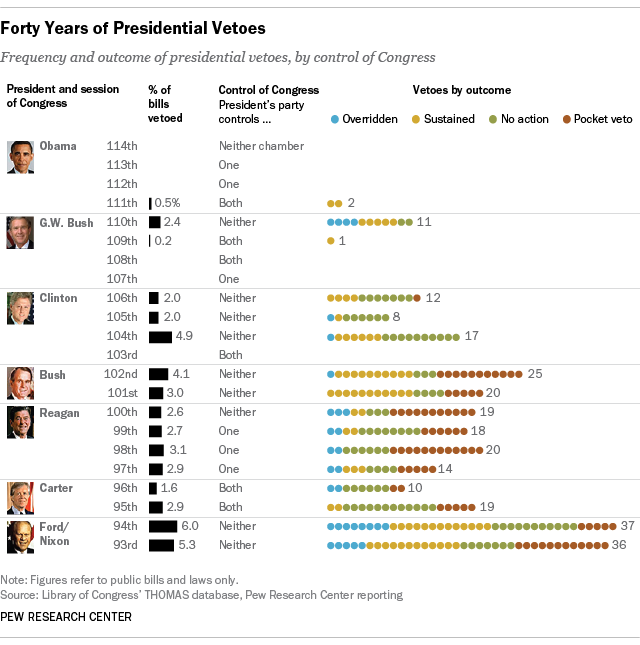 Forty Years of Presidential Vetoes
Frequency and outcome of presidential vetoes, by control of Congress
President and session of Congress
% of bills vetoed
Control of Congress
President's party controls ...
Vetoes by outcome
Overridden Sustained No action Pocket veto
Obama 114th Neither chamber
113th One
112th One
111th 0.5% Both 2
G.W. Bush 110th 2.4 Neither 11
109th 0.2 Both 1
108th Both
107th One
Clinton 106th 2.0 Neither 12
105th 2.0 Neither 8
104th 4.9 Neither 17
103rd Both
Bush 102nd 4.1 Neither 25
101st 3.0 Neither 20
Reagan 100th 2.6 Neither 19
99th 2.7 One 18
98th 3.1 One 20
97th 2.9 One 14
Carter 96th 1.6 Both 10
95th 2.9 Both 19
Ford/Nixon 94th 6.0 Neither 37
93rd 5.3 Neither 36
Note: Figures refer to public bills and laws only.
Source: Library of Congress' THOMAS database, Pew Research Center reporting
PEW RESEARCH CENTER